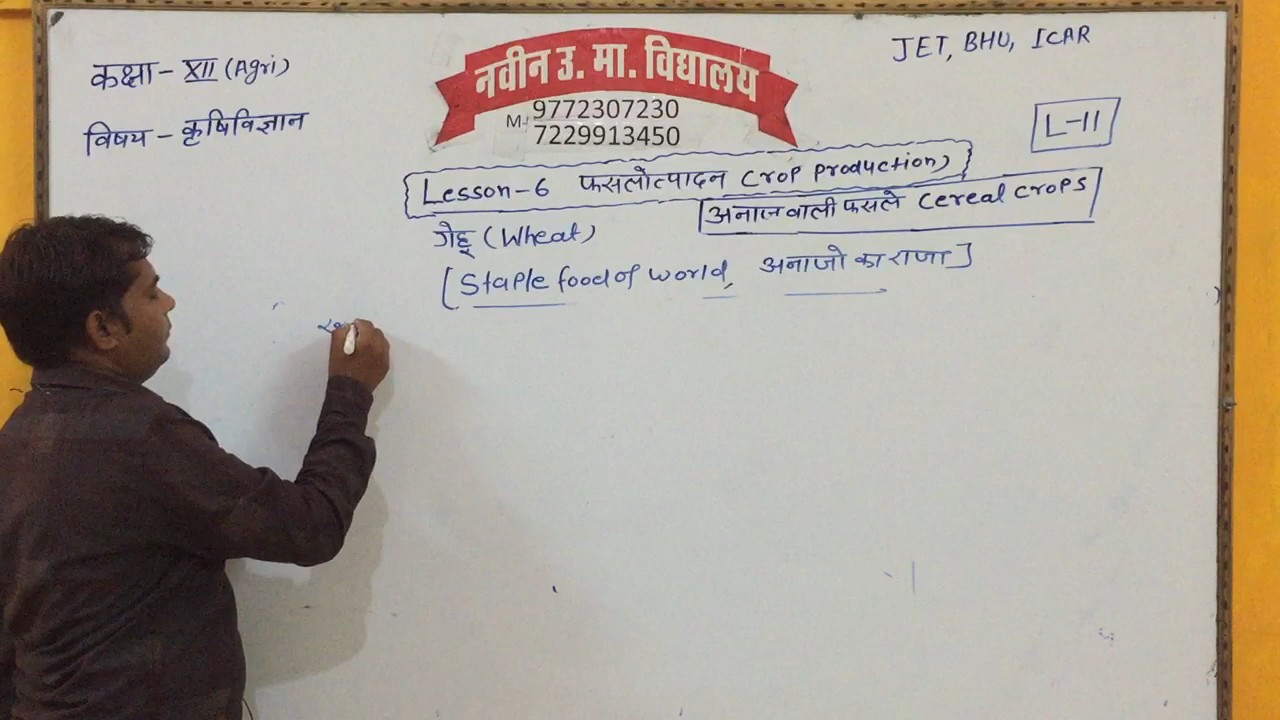 कक्षा - XII (Agri)
विषय - कृषिविज्ञान
नवीन उ. मा. विद्यालय
M.- 9772307230
7229913450
JET, BHU, ICAR
L-11
Lesson-6 फसलोत्पादन Crop Production)
अनाजवाली फसले Cereal Crops
गेहू (Wheat)
[Staple food of world, अनाजो का राजा]